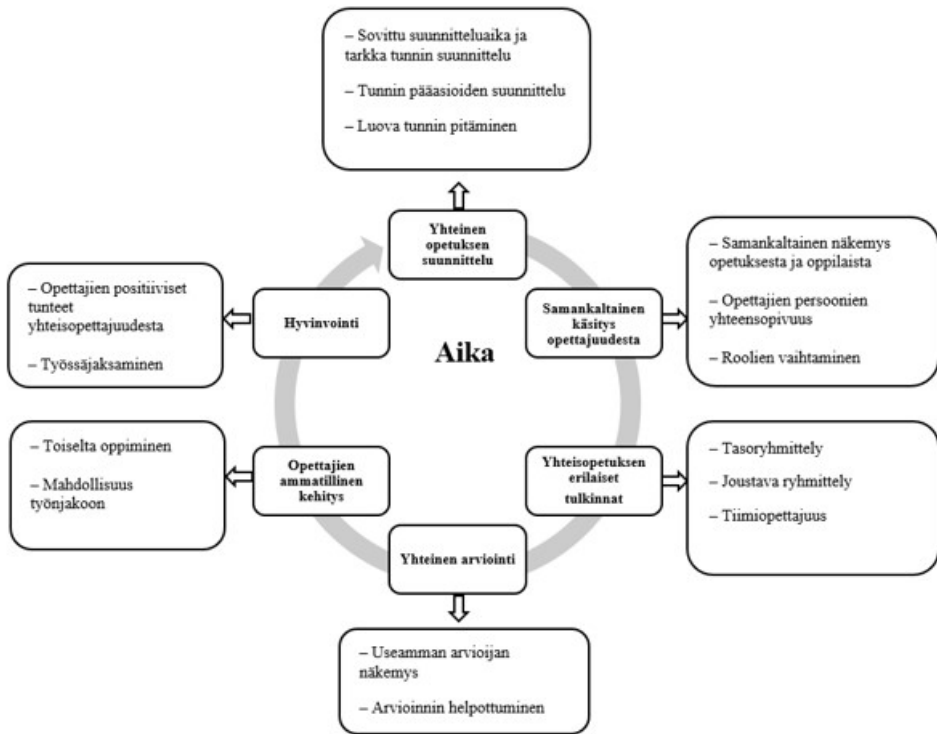 – Sovittu suunnitteluaika ja
tarkka tunnin suunnittelu
– Tunnin pääasioiden suunnittelu
– Luova tunnin pitäminen
Yhteinen
opetuksen
suunnittelu
– Samankaltainen näkemys
opetuksesta ja oppilaista
– Opettajien persoonien
yhteensopivuus
– Roolien vaihtaminen
Samankaltainen
käsitys
opettajuudesta
– Opettajien positiiviset
tunteet
yhteisopettajuudesta
– Työssäjaksaminen
Hyvinvointi
Aika
– Toiselta oppiminen
– Mahdollisuus
työnjakoon
Opettajien
ammatillinen
kehitys
Yhteisopetuksen
erilaiset
tulkinnat
– Tasoryhmittely
– Joustava ryhmittely
– Tiimiopettajuus
Yhteinen arviointi
– Useamman arvioijan
näkemys
– Arvioinnin helpottuminen